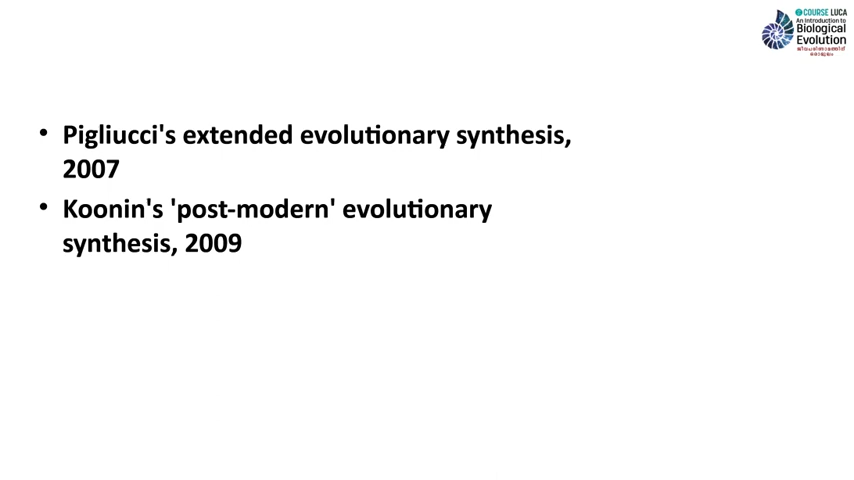 COURSE LUCA
An Introduction to
Biological
Evolution
• Pigliucci's extended evolutionary synthesis,
2007
• Koonin's 'post-modern' evolutionary
synthesis, 2009